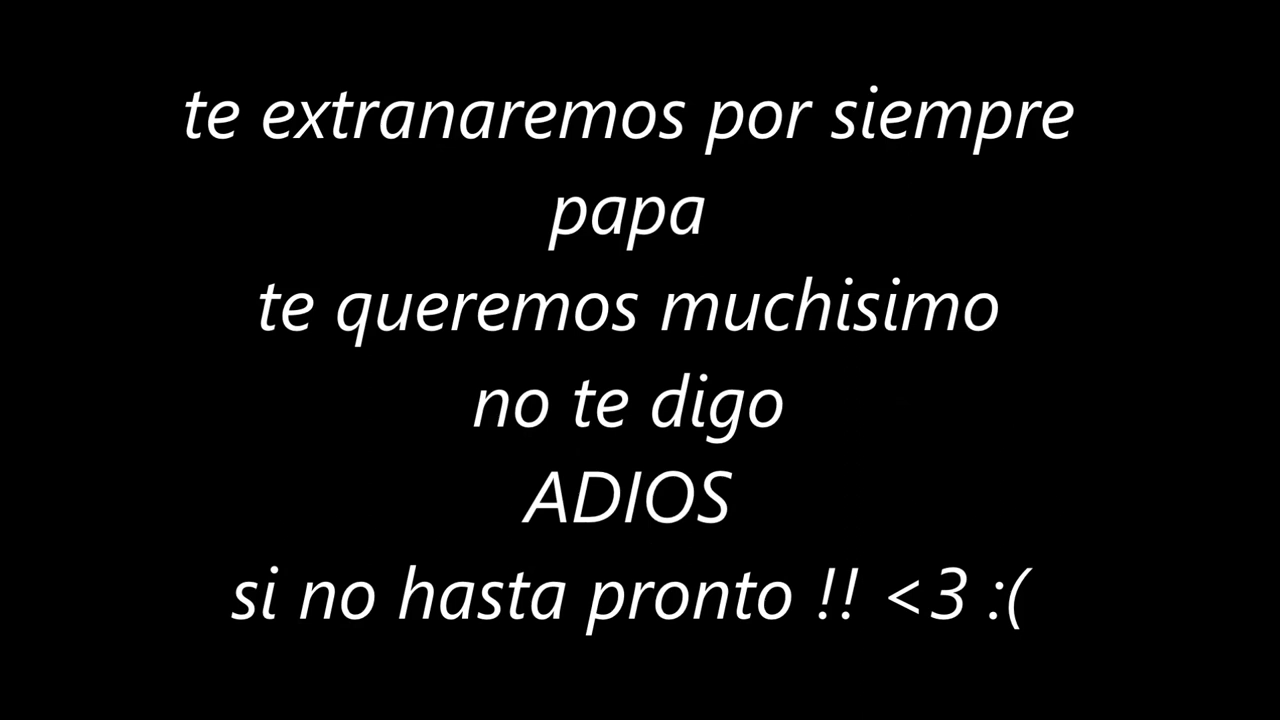 te extranaremos por siempre
papa
te queremos muchisimo
no te digo
ADIOS
si no hasta pronto !! <3 :(